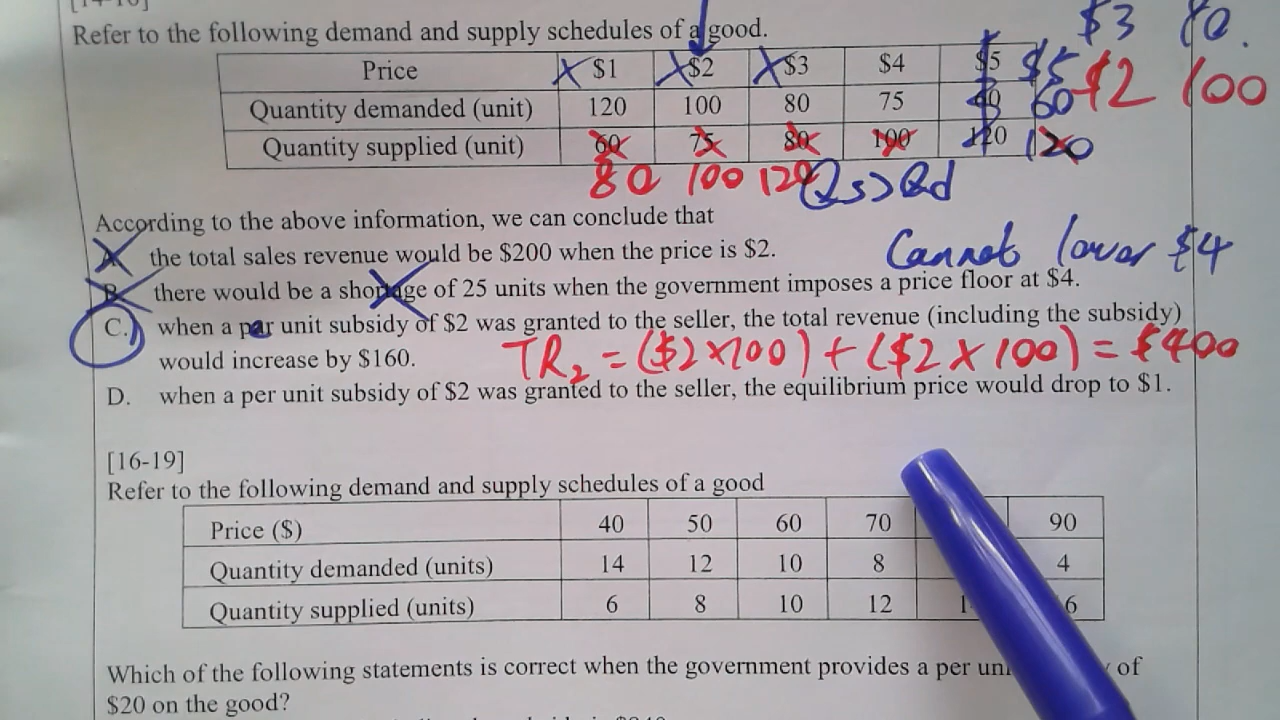 Refer to the following demand and supply schedules of a good.
$3 80.
Price $1 $2 $3 $4 $5 $5 $2 100
Quantity demanded (unit) 120 100 80 75 60
Quantity supplied (unit) 60 75 80 100 120 120
80 100 120 Qs>Qd
According to the above information, we can conclude that
A. the total sales revenue would be $200 when the price is $2.
Cannot lower $4
B. there would be a shortage of 25 units when the government imposes a price floor at $4.
C. when a per unit subsidy of $2 was granted to the seller, the total revenue (including the subsidy)
would increase by $160. TR2 = ($2 x 100) + ($2 x 100) = $400
D. when a per unit subsidy of $2 was granted to the seller, the equilibrium price would drop to $1.
[16-19]
Refer to the following demand and supply schedules of a good
Price ($) 40 50 60 70 90
Quantity demanded (units) 14 12 10 8 4
Quantity supplied (units) 6 8 10 12
Which of the following statements is correct when the government provides a per of
$20 on the good?